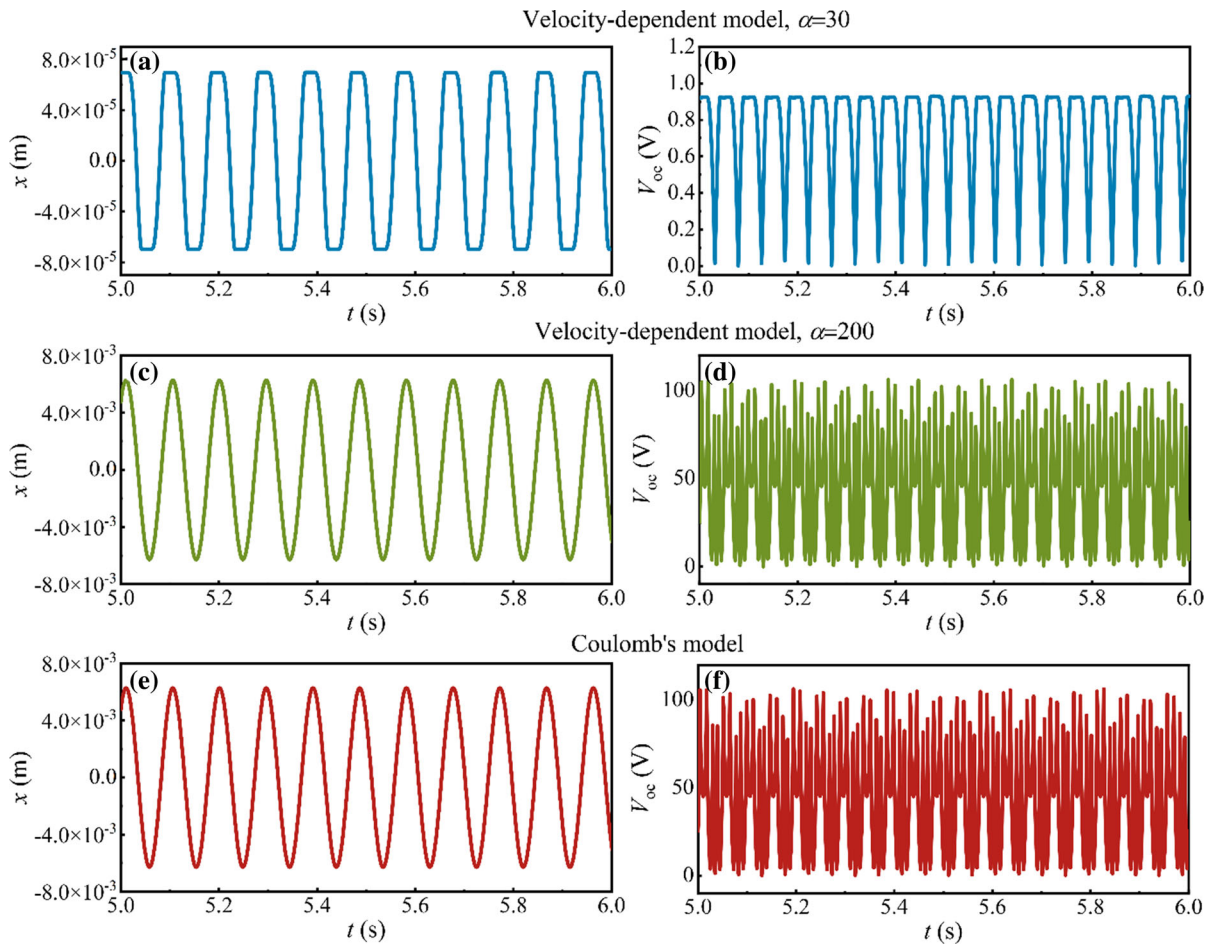 Velocity-dependent model, α=30
(a)
8.0×10⁻⁵
4.0×10⁻⁵
0.0
-4.0×10⁻⁵
-8.0×10⁻⁵
x (m)
5.0 5.2 5.4 5.6 5.8 6.0
t (s)
(b)
1.2
1.0
0.8
0.6
0.4
0.2
0.0
Voc (V)
5.0 5.2 5.4 5.6 5.8 6.0
t (s)
Velocity-dependent model, α=200
(c)
8.0×10⁻³
4.0×10⁻³
0.0
-4.0×10⁻³
-8.0×10⁻³
x (m)
5.0 5.2 5.4 5.6 5.8 6.0
t (s)
(d)
100
50
0
Voc (V)
5.0 5.2 5.4 5.6 5.8 6.0
t (s)
Coulomb's model
(e)
8.0×10⁻³
4.0×10⁻³
0.0
-4.0×10⁻³
-8.0×10⁻³
x (m)
5.0 5.2 5.4 5.6 5.8 6.0
t (s)
(f)
100
50
0
Voc (V)
5.0 5.2 5.4 5.6 5.8 6.0
t (s)